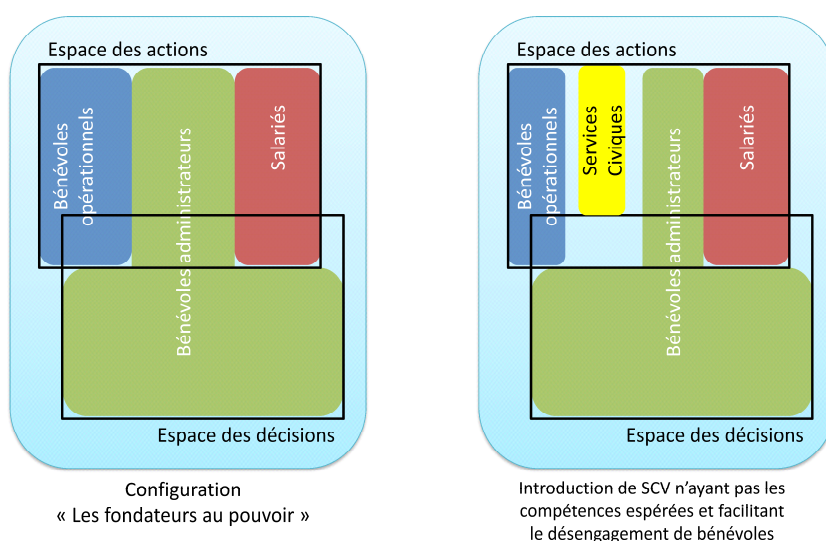 Espace des actions
Bénévoles
opérationnels
Bénévoles administrateurs
Salariés
Espace des décisions
Configuration
« Les fondateurs au pouvoir »
Espace des actions
Bénévoles
opérationnels
Services
Civiques
Bénévoles administrateurs
Salariés
Espace des décisions
Introduction de SCV n’ayant pas les
compétences espérées et facilitant
le désengagement de bénévoles